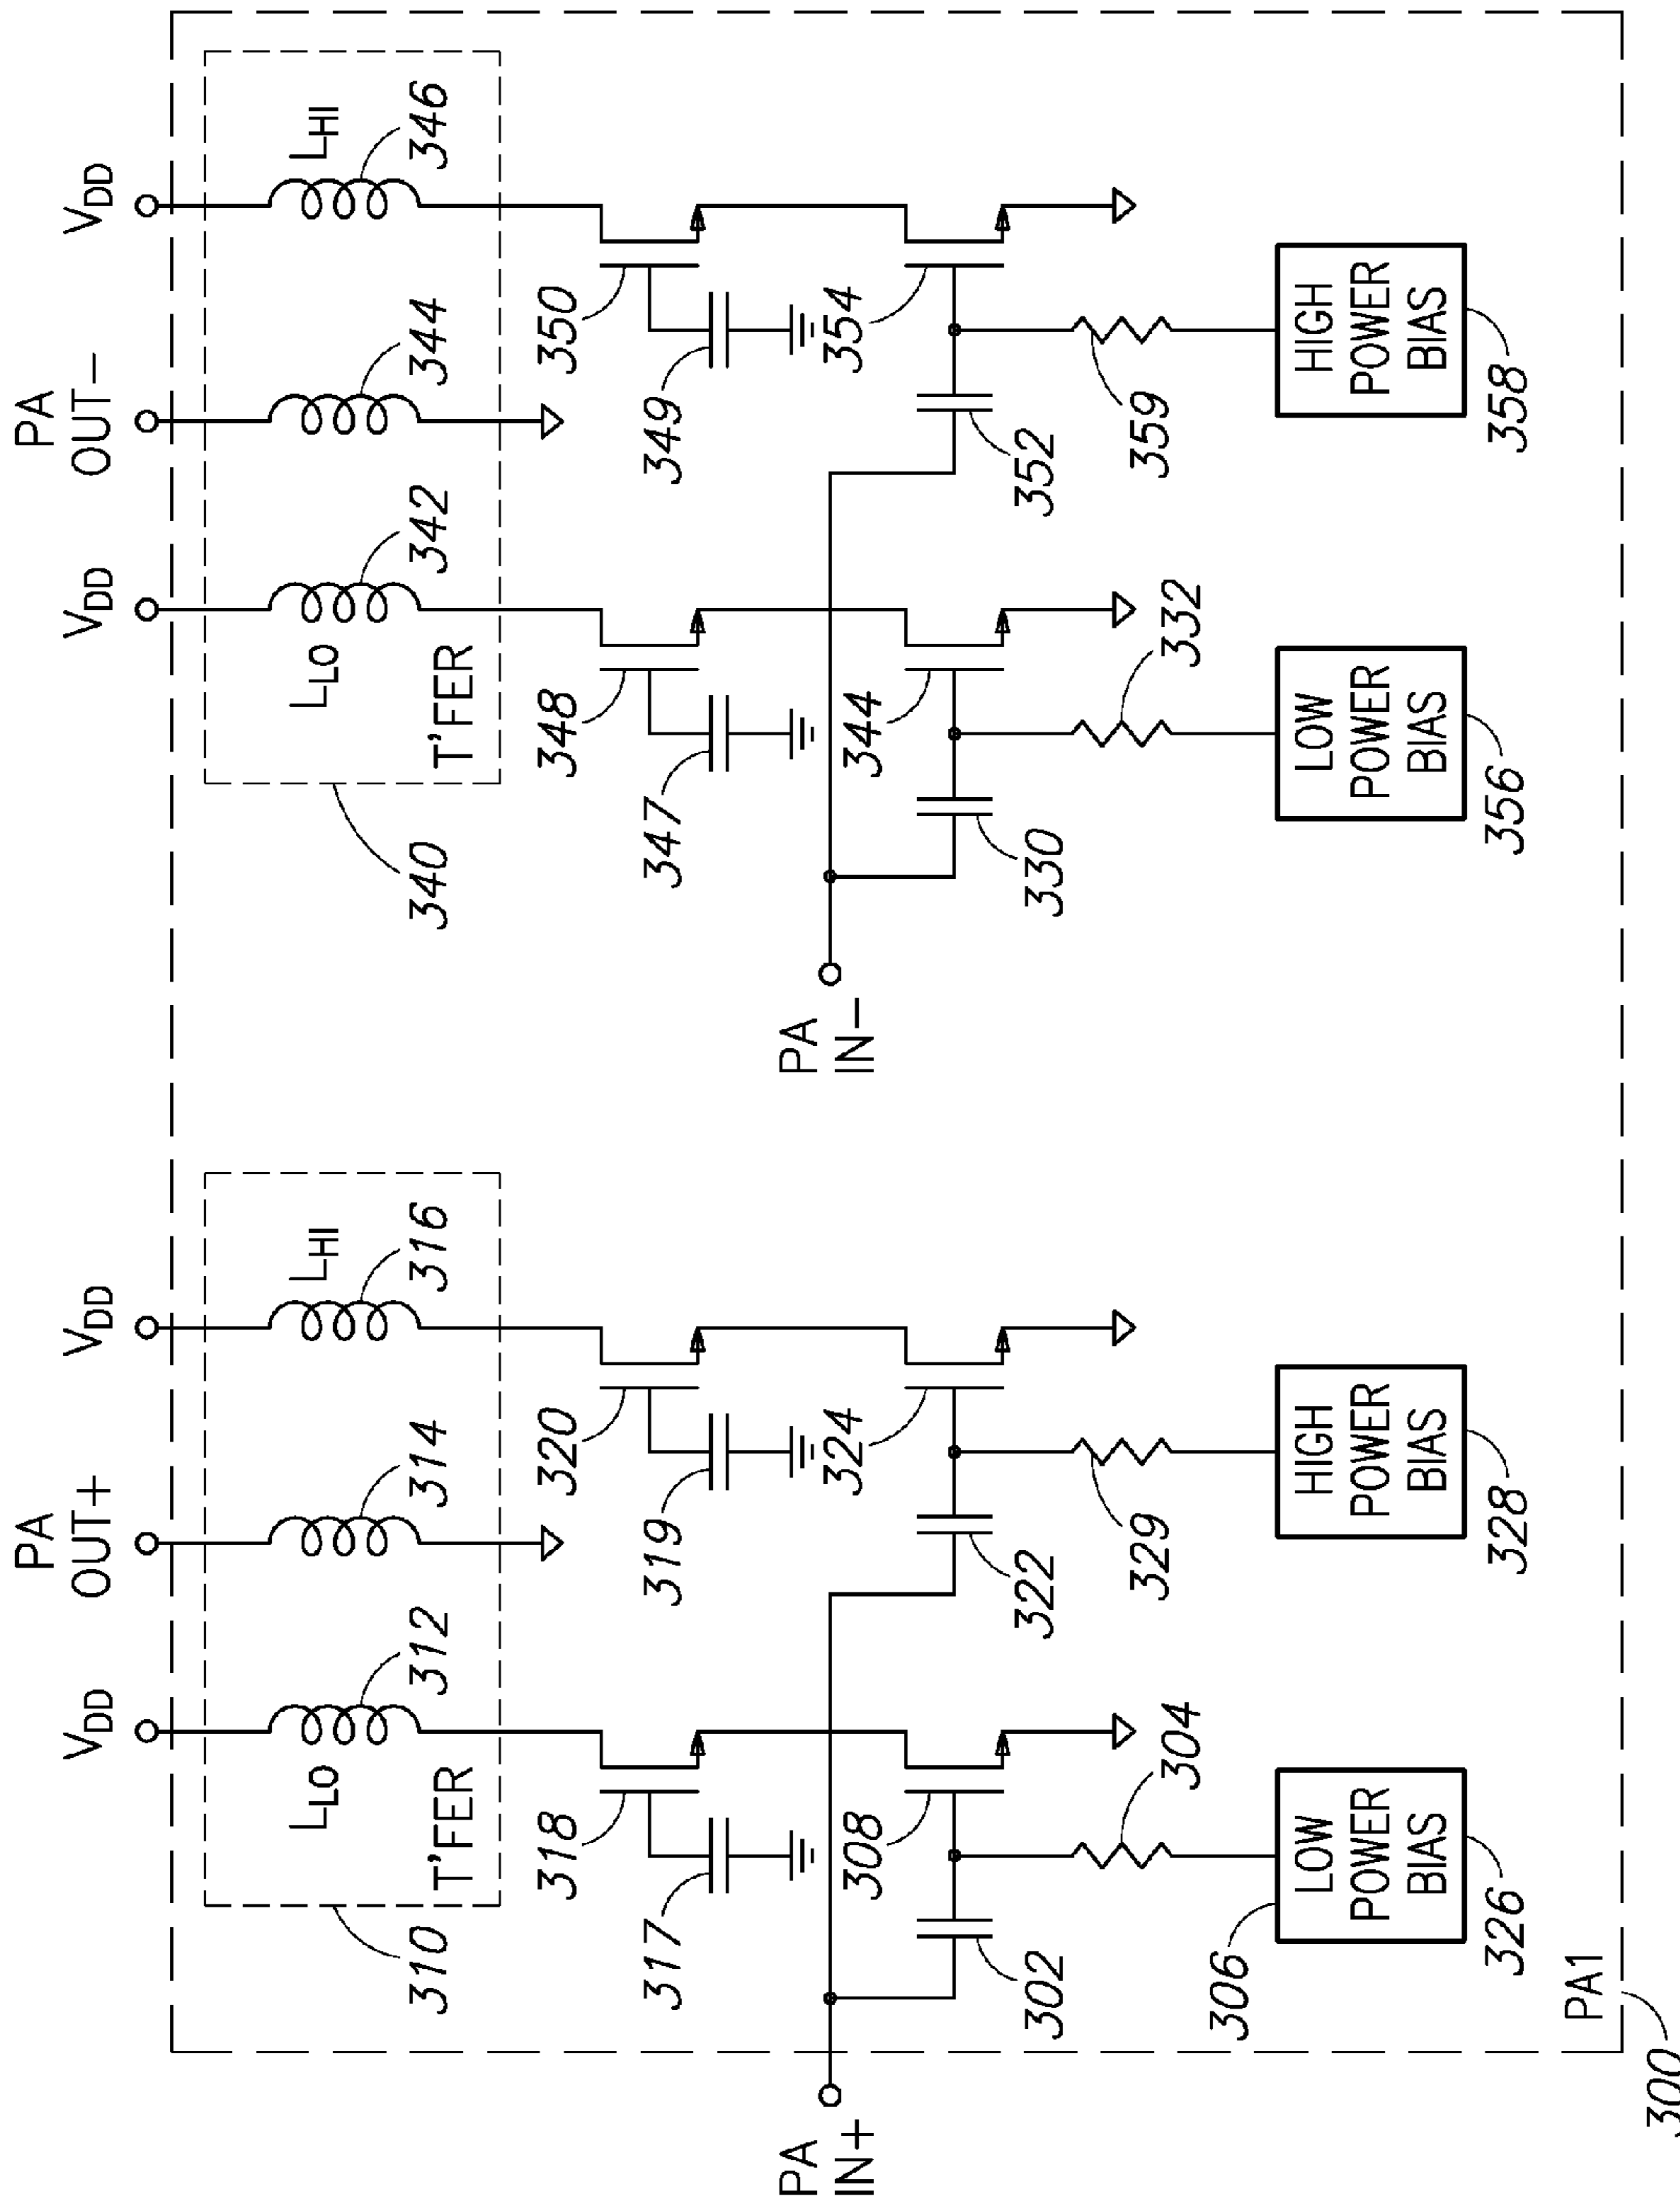 PA
OUT+
PA
OUT–
V_DD
V_DD
V_DD
V_DD
L_LO
312
314
L_HI
316
T'FER
310
L_LO
342
344
L_HI
346
T'FER
340
318
317
320
319
348
347
350
349
PA
IN+
PA
IN–
308
302
324
322
344
330
354
352
304
329
332
359
306
LOW
POWER
BIAS
326
HIGH
POWER
BIAS
328
LOW
POWER
BIAS
356
HIGH
POWER
BIAS
358
PA1
300